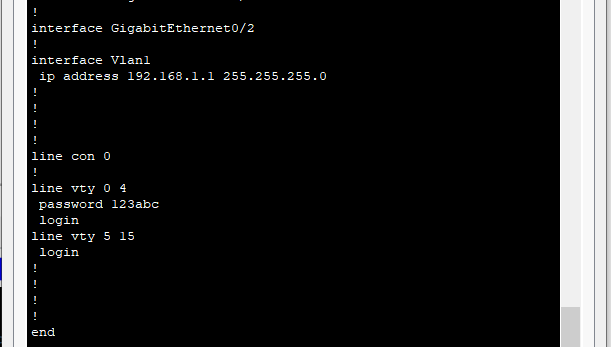 !
interface GigabitEthernet0/2
!
interface Vlan1
 ip address 192.168.1.1 255.255.255.0
!
!
!
!
line con 0
!
line vty 0 4
 password 123abc
 login
line vty 5 15
 login
!
!
!
!
end